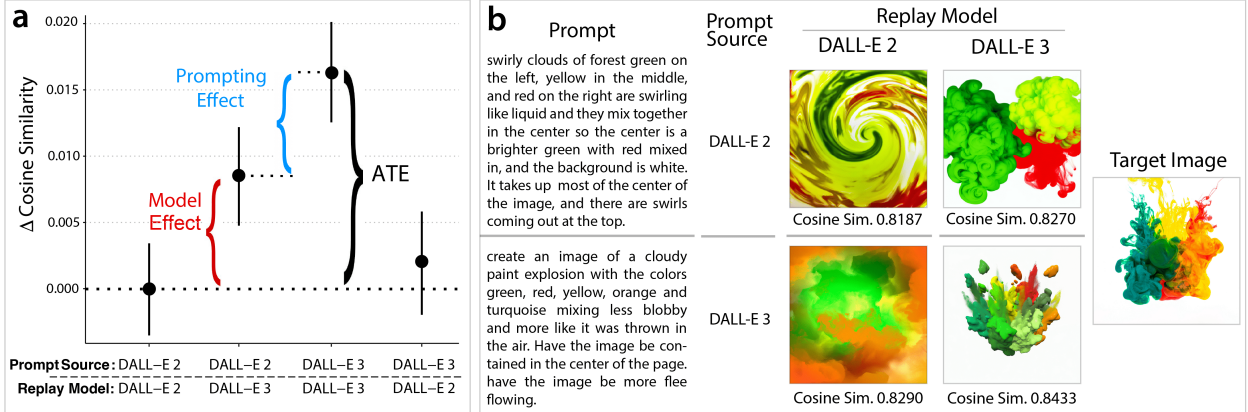 a
Δ Cosine Similarity
0.020
0.015
0.010
0.005
0.000
Prompting
Effect
Model
Effect
ATE
Prompt Source: DALL–E 2 DALL–E 2 DALL–E 3 DALL–E 3
Replay Model: DALL–E 2 DALL–E 3 DALL–E 3 DALL–E 2
b
Prompt
Prompt
Source
Replay Model
DALL-E 2 DALL-E 3
swirly clouds of forest green on
the left, yellow in the middle,
and red on the right are swirling
like liquid and they mix together
in the center so the center is a
brighter green with red mixed
in, and the background is white.
It takes up most of the center of
the image, and there are swirls
coming out at the top.
DALL-E 2
Cosine Sim. 0.8187 Cosine Sim. 0.8270
create an image of a cloudy
paint explosion with the colors
green, red, yellow, orange and
turquoise mixing less blobby
and more like it was thrown in
the air. Have the image be con-
tained in the center of the page.
have the image be more flee
flowing.
DALL-E 3
Cosine Sim. 0.8290 Cosine Sim. 0.8433
Target Image